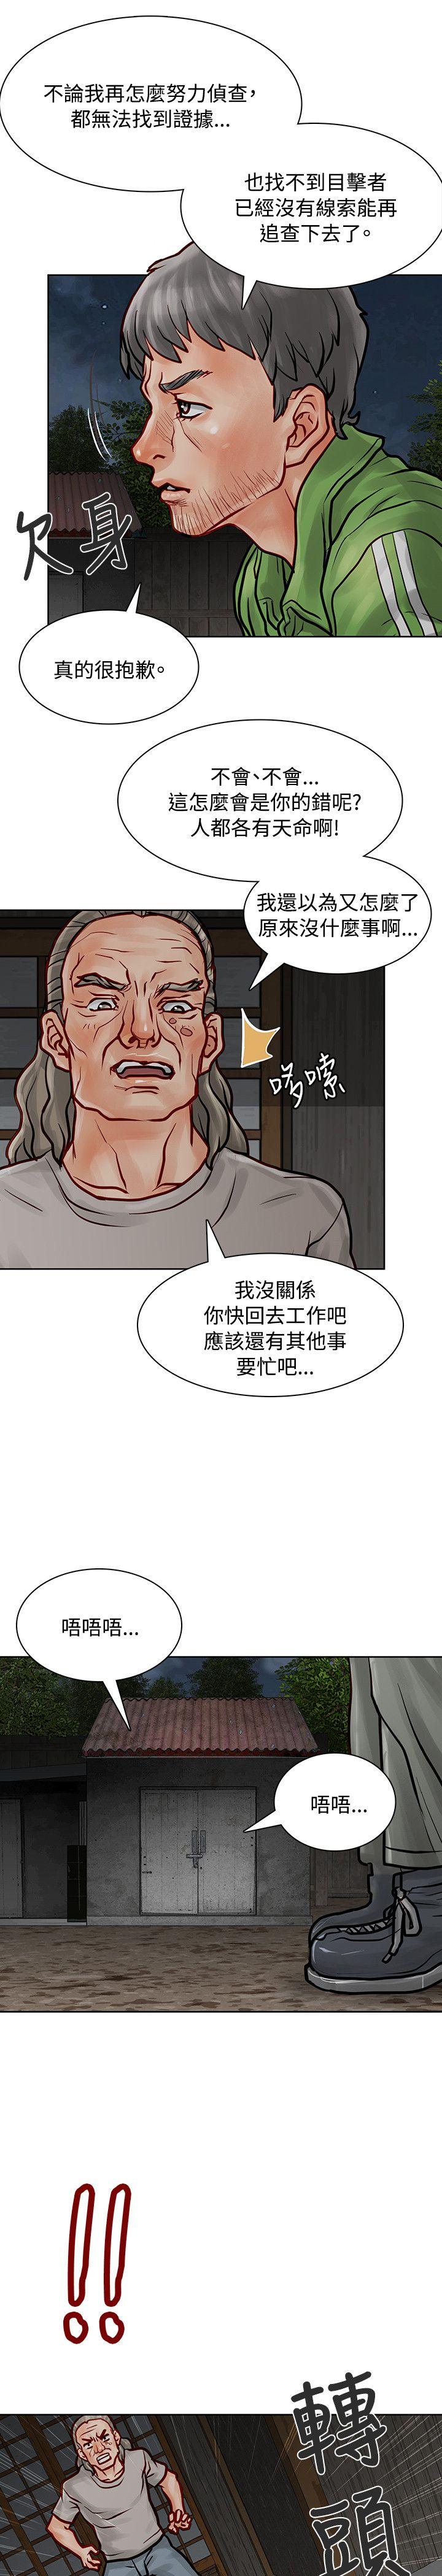 不論我再怎麼努力偵查，
都無法找到證據...
也找不到目擊者
已經沒有線索能再
追查下去了。
欠身
真的很抱歉。
不會、不會...
這怎麼會是你的錯呢?
人都各有天命啊!
我還以為又怎麼了
原來沒什麼事啊...
哆嗦
我沒關係
你快回去工作吧
應該還有其他事
要忙吧...
唔唔唔...
唔唔...
!!
轉
頭